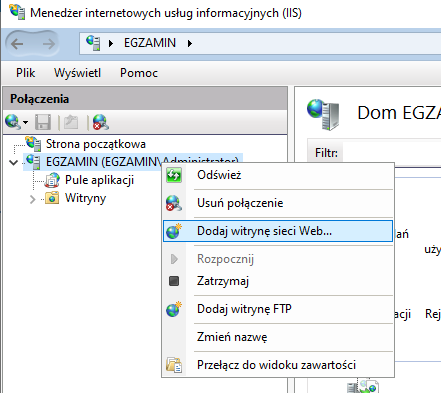 Menedżer internetowych usług informacyjnych (IIS)
EGZAMIN
Plik Wyświetl Pomoc
Połączenia
Strona początkowa
EGZAMIN (EGZAMIN\Administrator)
Pule aplikacji
Witryny
Dom EGZA
Filtr:
Odśwież
Usuń połączenie
Dodaj witrynę sieci Web...
Rozpocznij
Zatrzymaj
Dodaj witrynę FTP
Zmień nazwę
Przełącz do widoku zawartości
ań
uży
acji Rej